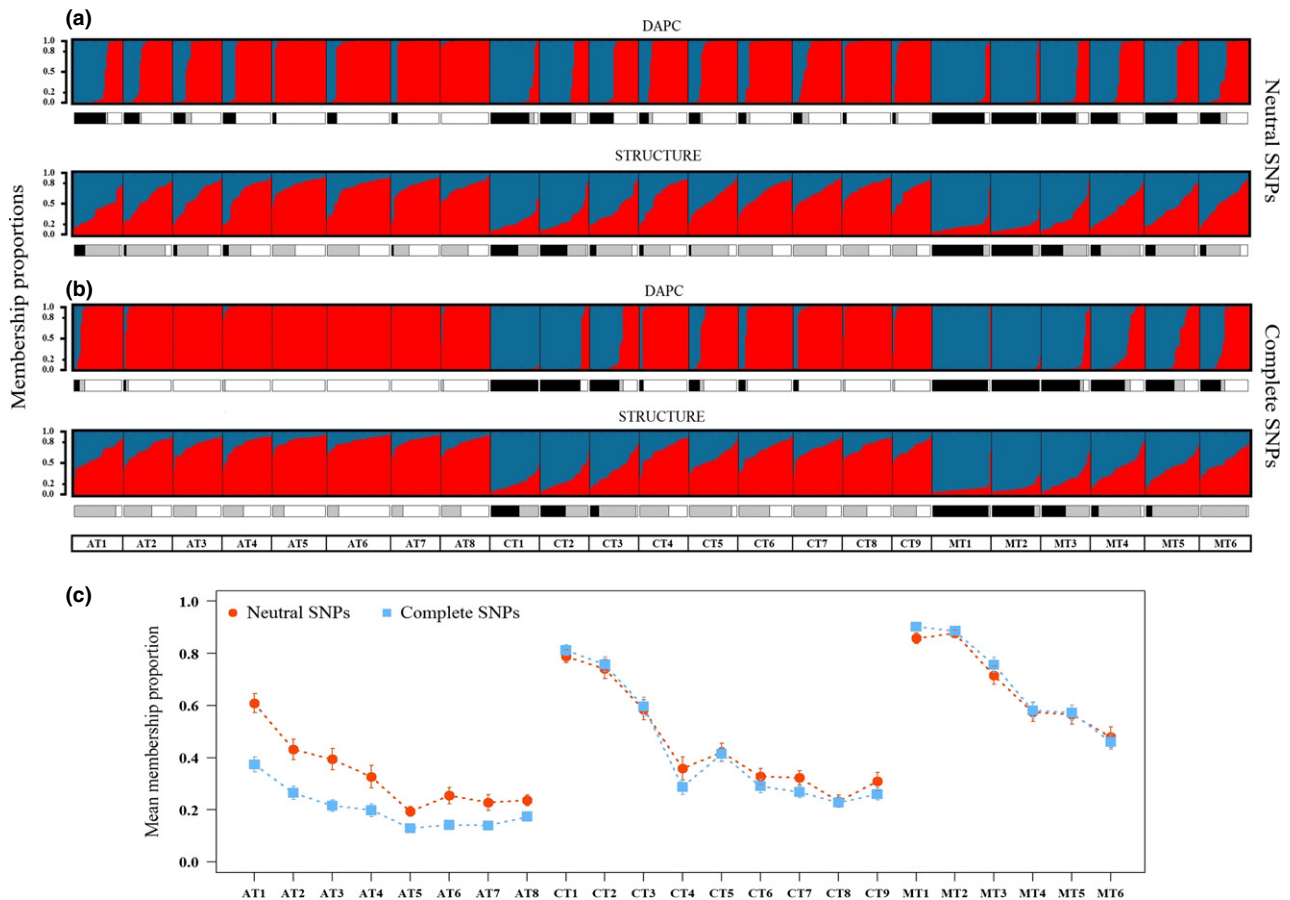 (a)
DAPC
1.0
0.8
0.5
0.2
0.0
Neutral SNPs
STRUCTURE
1.0
0.8
0.5
0.2
0.0
Membership proportions
(b)
DAPC
1.0
0.8
0.5
0.2
0.0
Complete SNPs
STRUCTURE
1.0
0.8
0.5
0.2
0.0
AT1 AT2 AT3 AT4 AT5 AT6 AT7 AT8 CT1 CT2 CT3 CT4 CT5 CT6 CT7 CT8 CT9 MT1 MT2 MT3 MT4 MT5 MT6
(c)
Neutral SNPs Complete SNPs
Mean membership proportion
1.0
0.8
0.6
0.4
0.2
0.0
AT1 AT2 AT3 AT4 AT5 AT6 AT7 AT8 CT1 CT2 CT3 CT4 CT5 CT6 CT7 CT8 CT9 MT1 MT2 MT3 MT4 MT5 MT6